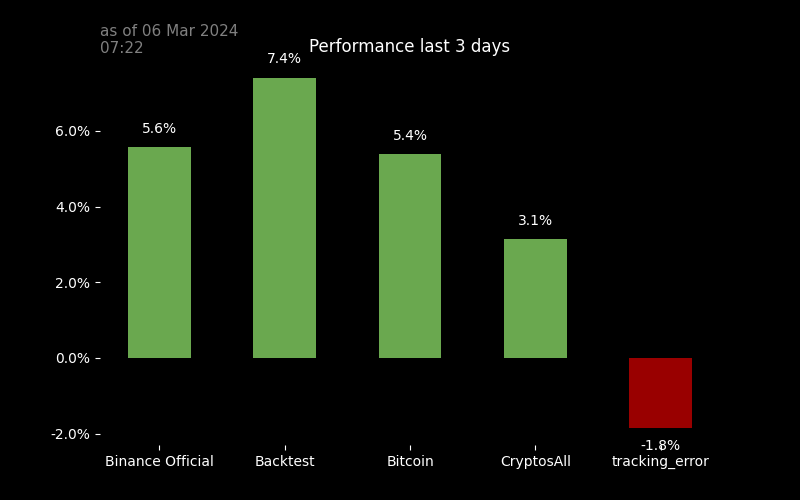 as of 06 Mar 2024
07:22
Performance last 3 days
7.4%
5.6%
5.4%
3.1%
-1.8%
6.0%
4.0%
2.0%
0.0%
-2.0%
Binance Official
Backtest
Bitcoin
CryptosAll
tracking_error